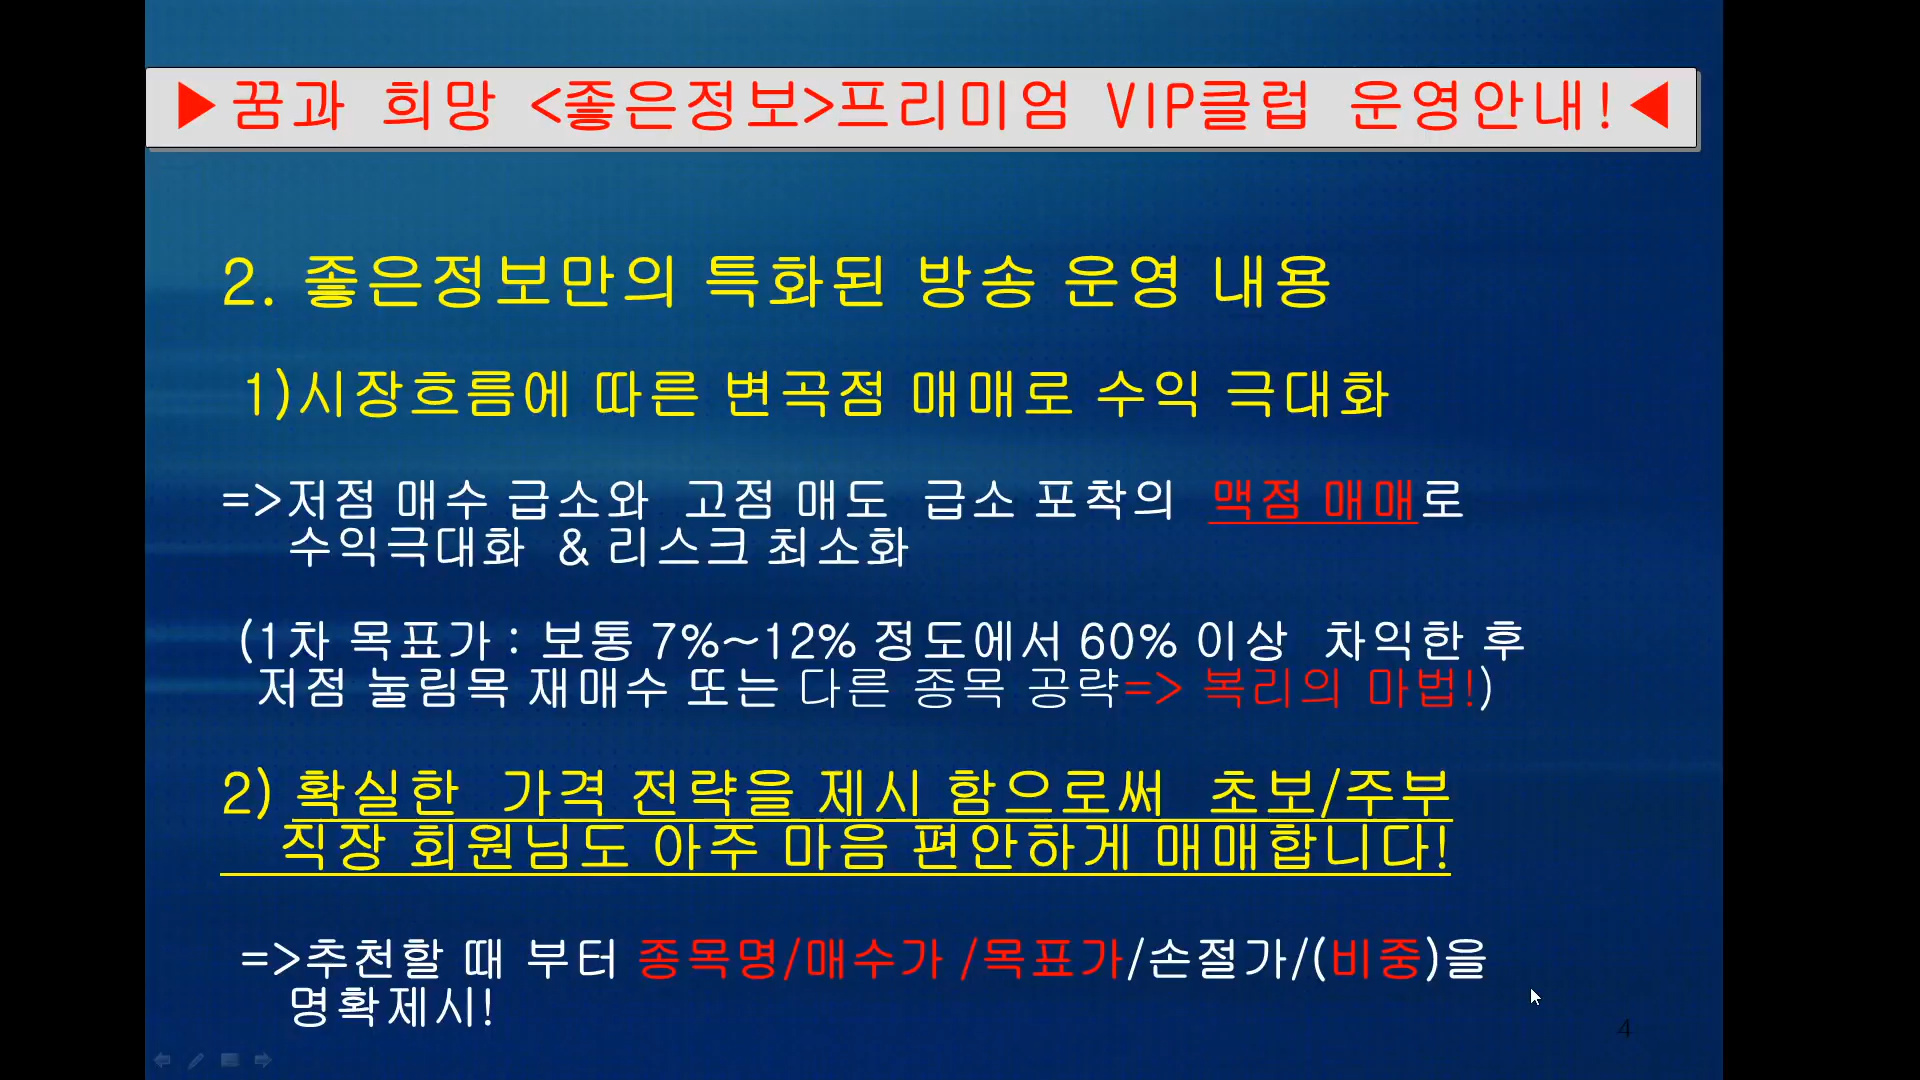 ▶꿈과 희망 <좋은정보>프리미엄 VIP클럽 운영안내!◀
2. 좋은정보만의 특화된 방송 운영 내용
1)시장흐름에 따른 변곡점 매매로 수익 극대화
=>저점 매수 급소와 고점 매도 급소 포착의 맥점 매매로
수익극대화 & 리스크 최소화
(1차 목표가 : 보통 7%~12% 정도에서 60% 이상 차익한 후
저점 눌림목 재매수 또는 다른 종목 공략=> 복리의 마법!)
2) 확실한 가격 전략을 제시 함으로써 초보/주부
직장 회원님도 아주 마음 편안하게 매매합니다!
=>추천할 때 부터 종목명/매수가 /목표가/손절가/(비중)을
명확제시!
4